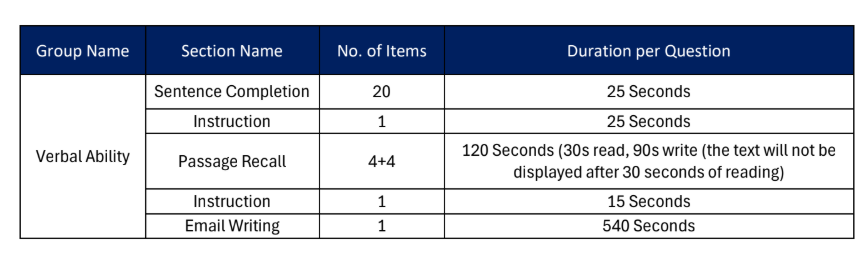 Group Name Section Name No. of Items Duration per Question
Sentence Completion 20 25 Seconds
Instruction 1 25 Seconds
Verbal Ability Passage Recall 4+4 120 Seconds (30s read, 90s write (the text will not be
displayed after 30 seconds of reading)
Instruction 1 15 Seconds
Email Writing 1 540 Seconds